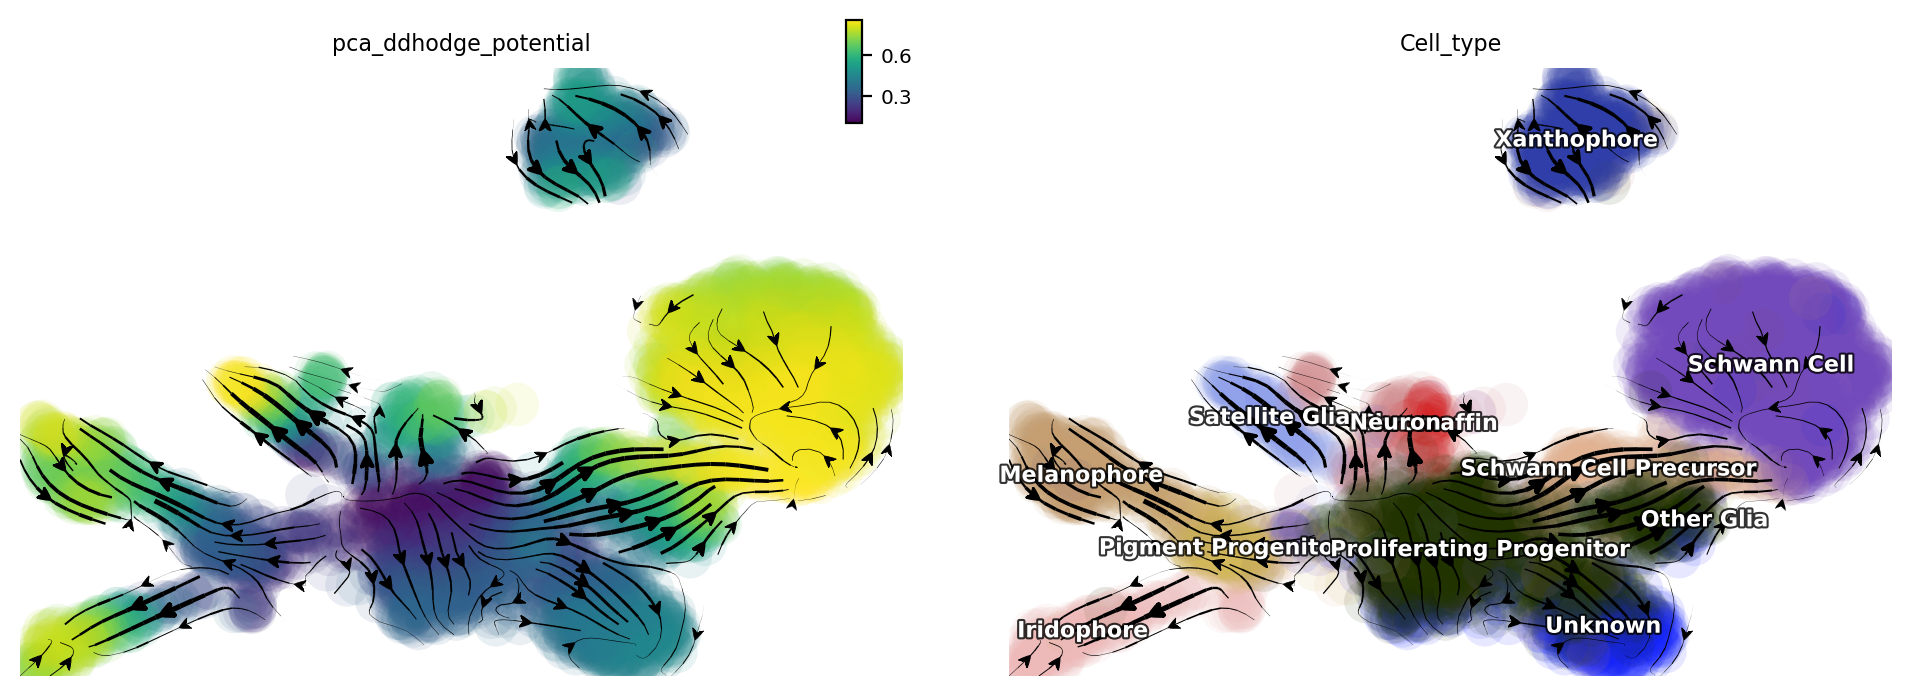 pca_ddhodge_potential
0.6
0.3
Cell_type
Xanthophore
Schwann Cell
Satellite Glia
Neuronaffin
Melanophore
Schwann Cell Precursor
Other Glia
Pigment Progenito
Proliferating Progenitor
Iridophore
Unknown